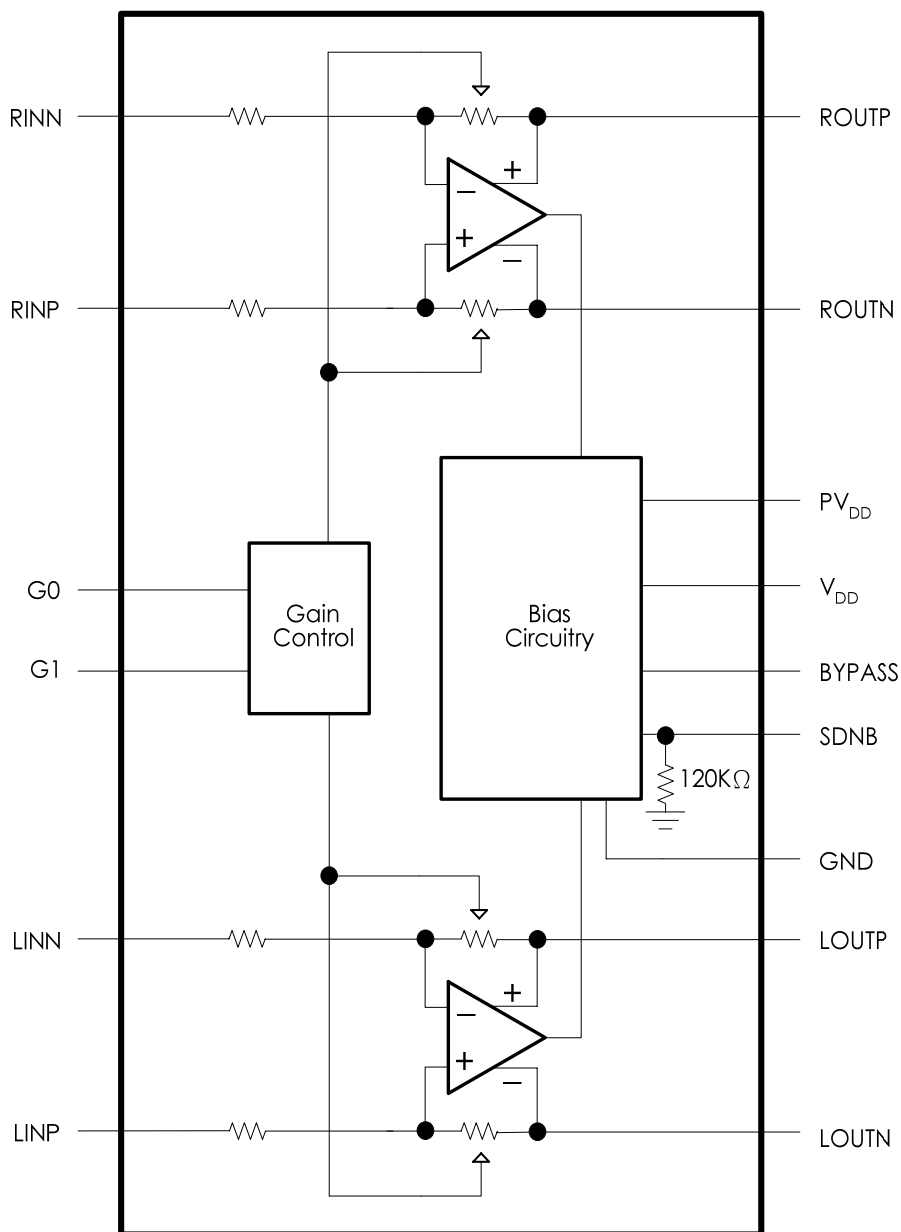 RINN
ROUTP
+
−
+
−
RINP
ROUTN
PVDD
G0
VDD
Gain
Control
Bias
Circuitry
G1
BYPASS
SDNB
120KΩ
GND
LINN
LOUTP
+
−
+
−
LINP
LOUTN